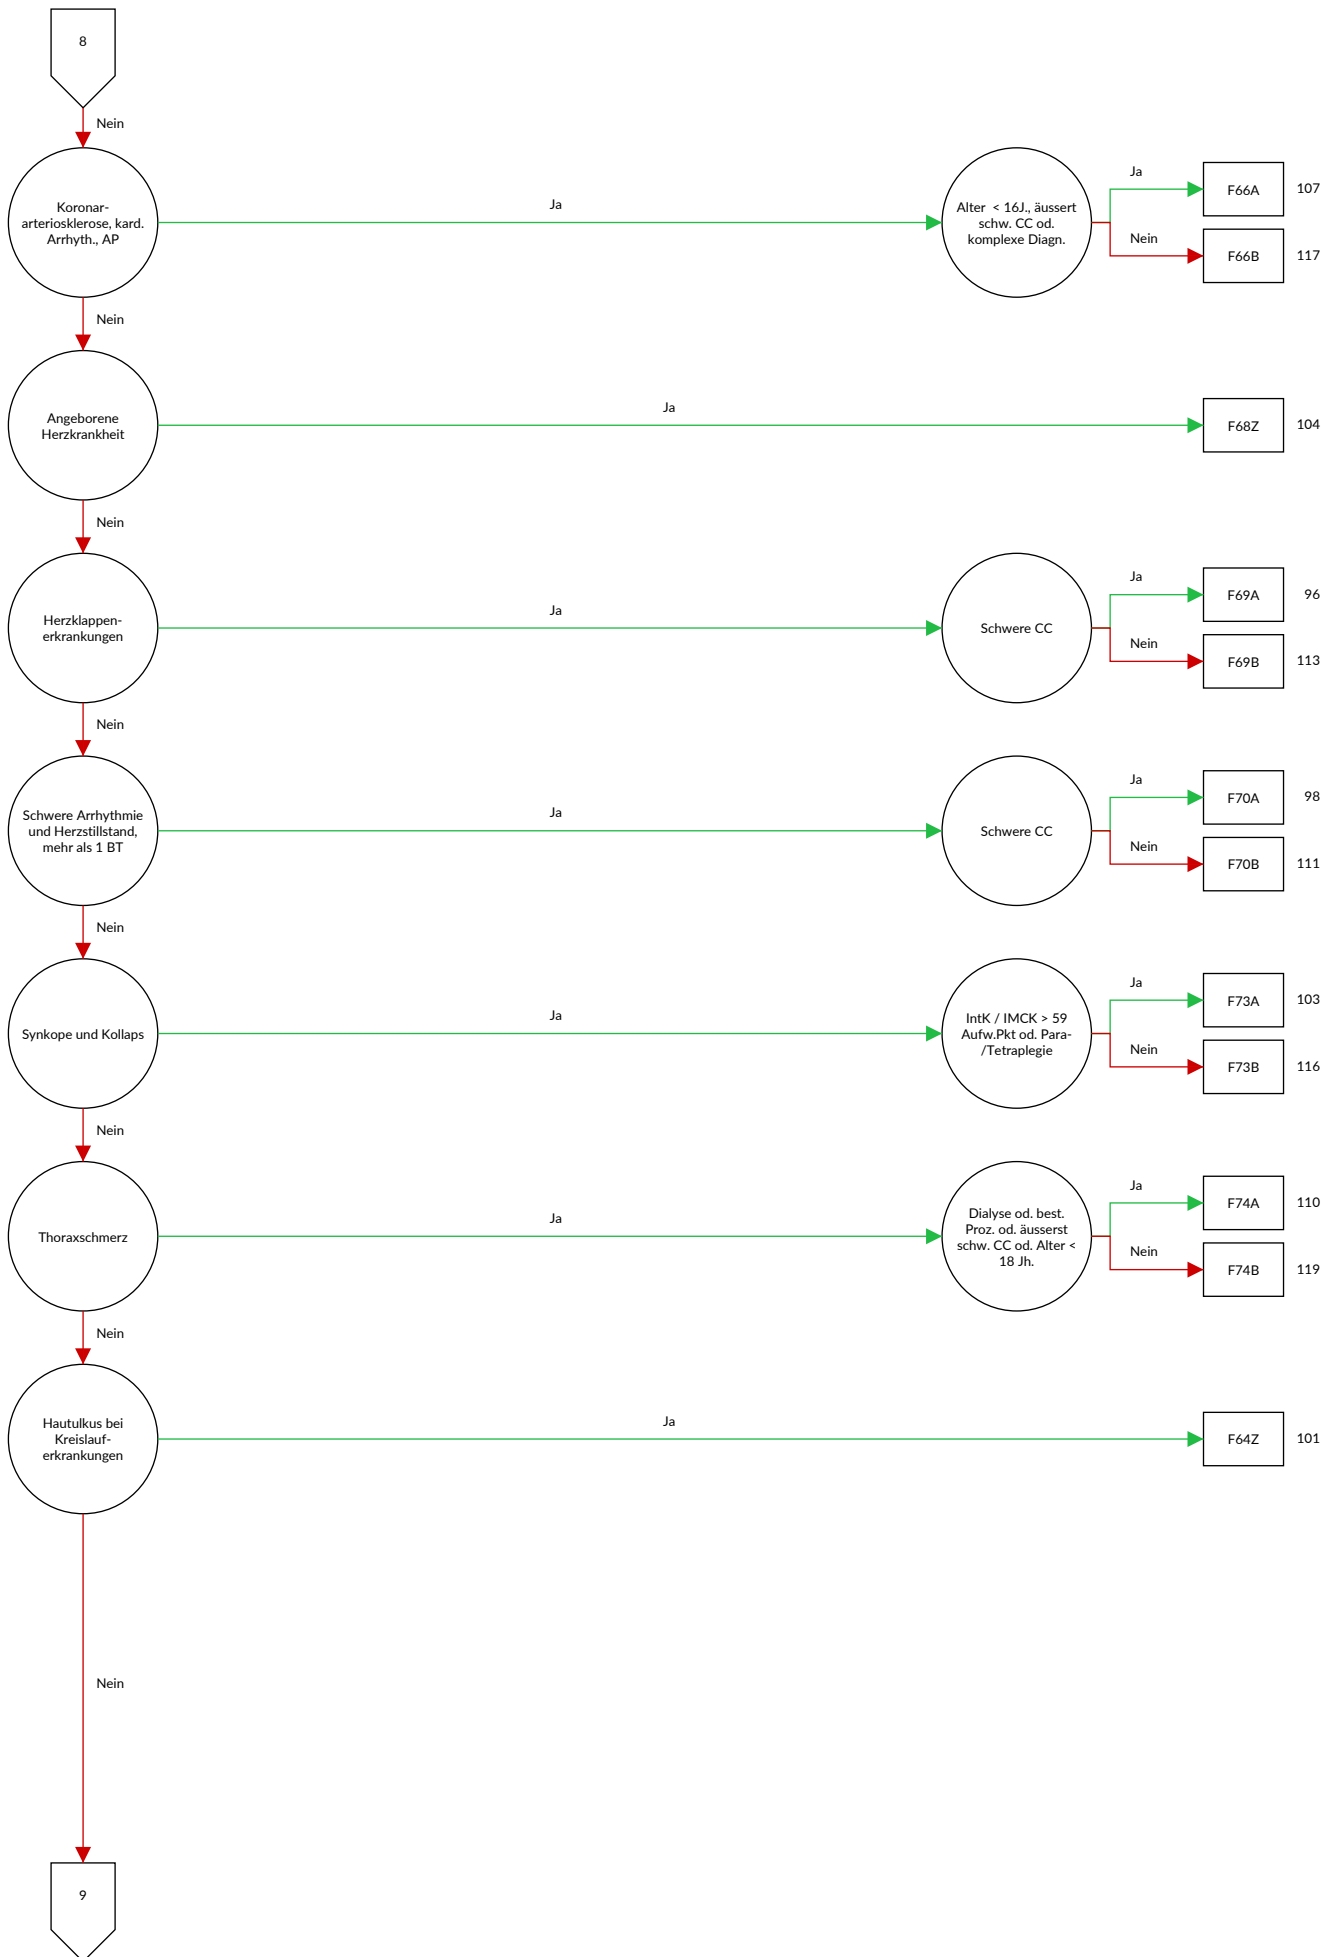 8
Nein
Koronar-
arteriosklerose, kard.
Arrhyth., AP
Ja
Alter < 16J., äussert
schw. CC od.
komplexe Diagn.
Ja
F66A
107
Nein
F66B
117
Nein
Angeborene
Herzkrankheit
Ja
F68Z
104
Nein
Herzklappen-
erkrankungen
Ja
Schwere CC
Ja
F69A
96
Nein
F69B
113
Nein
Schwere Arrhythmie
und Herzstillstand,
mehr als 1 BT
Ja
Schwere CC
Ja
F70A
98
Nein
F70B
111
Nein
Synkope und Kollaps
Ja
IntK / IMCK > 59
Aufw.Pkt od. Para-
/Tetraplegie
Ja
F73A
103
Nein
F73B
116
Nein
Thoraxschmerz
Ja
Dialyse od. best.
Proz. od. äusserst
schw. CC od. Alter <
18 Jh.
Ja
F74A
110
Nein
F74B
119
Nein
Hautulkus bei
Kreislauf-
erkrankungen
Ja
F64Z
101
Nein
9